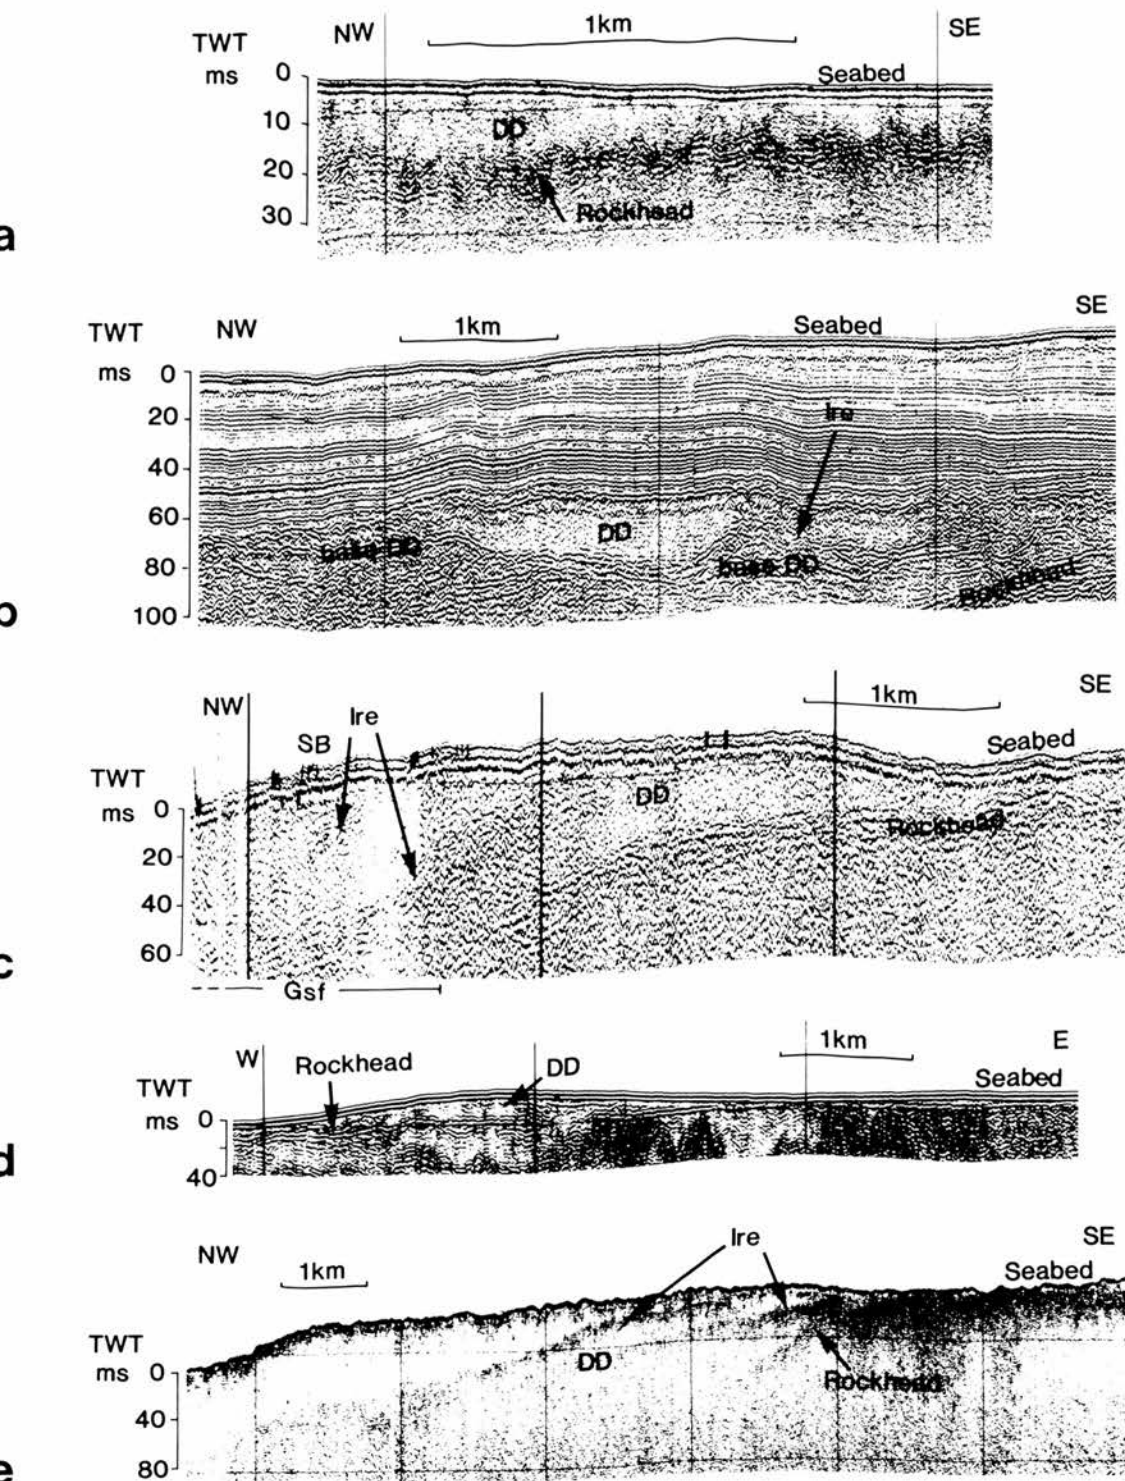 NW 1km SE
TWT
ms 0 Seabed
10 DD
20
30 Rockhead
a
SE
TWT NW 1km Seabed
ms 0
20 Ire
40
60 DD
base DD base DD
80 Rockhead
100
b
SE
NW Ire 1km
SB Seabed
TWT
ms 0 DD
Rockhead
20
40
60
c
Gsf
1km
W Rockhead DD E
TWT Seabed
ms 0
d
40
Ire SE
NW
1km Seabed
TWT
ms 0 DD
Rockhead
40
80
e